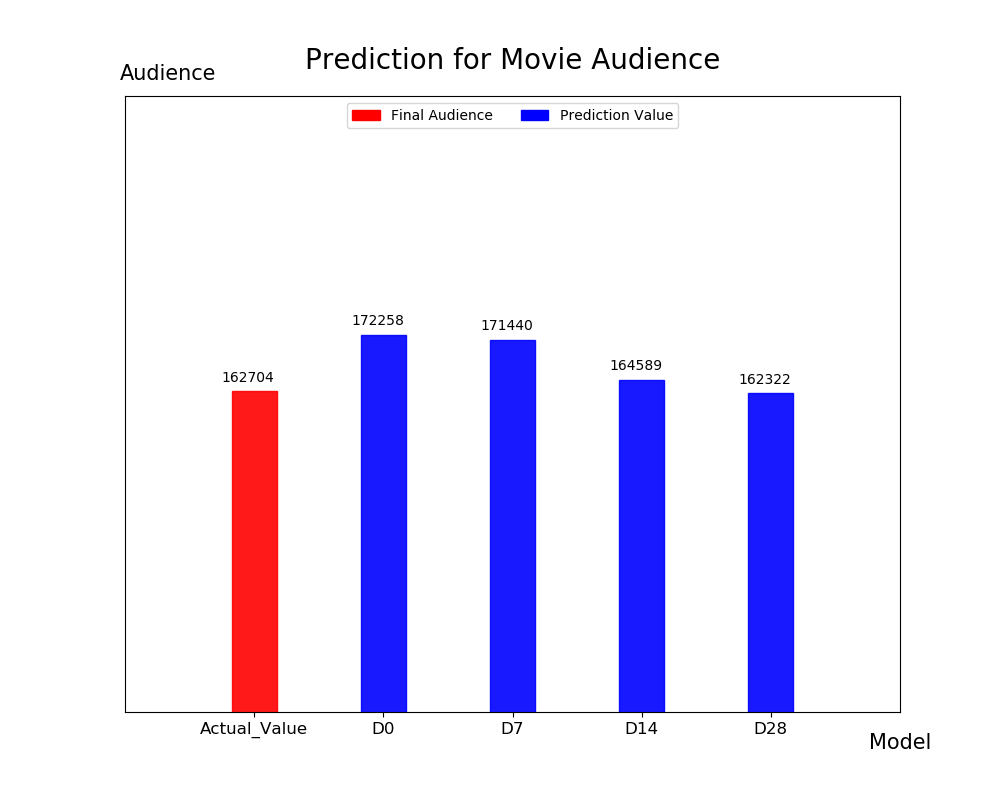 Prediction for Movie Audience
Audience
Final Audience
Prediction Value
172258
171440
164589
162704
162322
Actual_Value
D0
D7
D14
D28
Model